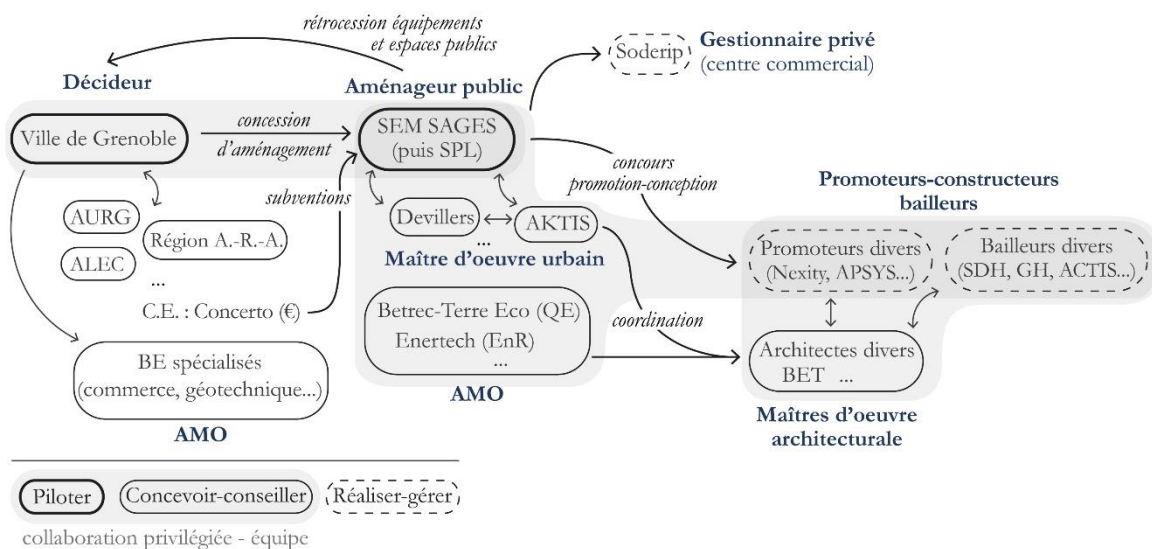 rétrocession équipements
et espaces publics
Soderip
Gestionnaire privé
(centre commercial)
Décideur
Aménageur public
Ville de Grenoble
concession
d'aménagement
SEM SAGES
(puis SPL)
subventions
concours
promotion-conception
Promoteurs-constructeurs
bailleurs
AURG
ALEC
Région A.-R.-A.
...
Devillers
...
AKTIS
Maître d'oeuvre urbain
Promoteurs divers
(Nexity, APSYS...)
Bailleurs divers
(SDH, GH, ACTIS...)
C.E. : Concerto (€)
Betrec-Terre Eco (QE)
Enertech (EnR)
...
coordination
BE spécialisés
(commerce, géotechnique...)
AMO
AMO
Architectes divers
BET ...
Maîtres d'oeuvre
architecturale
Piloter
Concevoir-conseiller
Réaliser-gérer
collaboration privilégiée - équipe